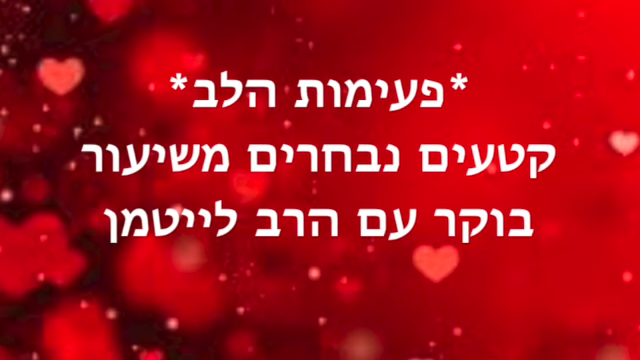 *פעימות הלב*
קטעים נבחרים משיעור
בוקר עם הרב לייטמן